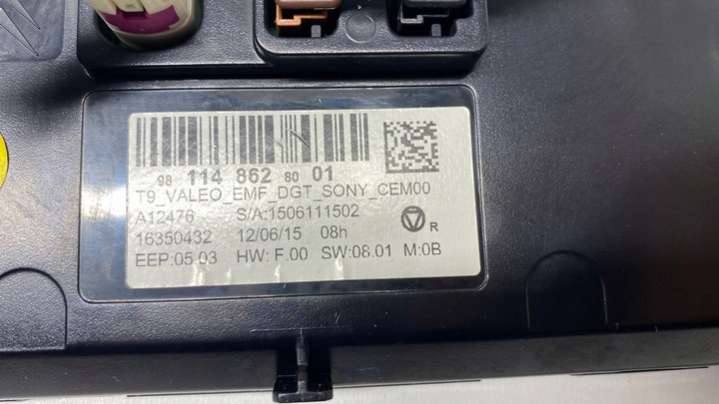 98 114 862 80 01
T9_VALEO_EMF_DGT_SONY_CEM00
A12476 S/A:1506111502
16350432 12/06/15 08h
R
EEP:05.03 HW: F.00 SW:08.01 M:0B